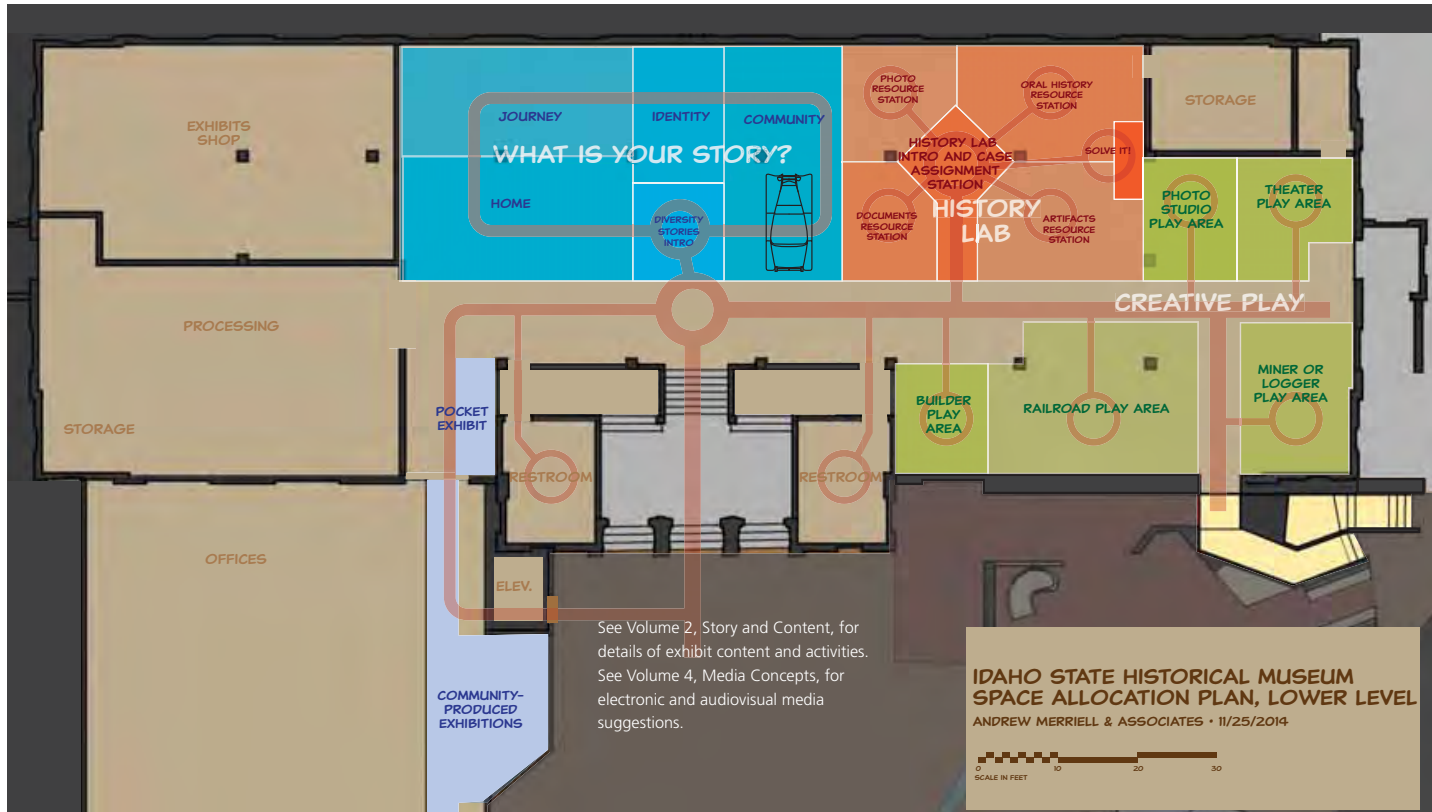 EXHIBITS
SHOP
JOURNEY
IDENTITY
COMMUNITY
WHAT IS YOUR STORY?
HOME
DIVERSITY
STORIES
INTRO
PHOTO
RESOURCE
STATION
ORAL HISTORY
RESOURCE
STATION
HISTORY LAB
INTRO AND CASE
ASSIGNMENT
STATION
SOLVE IT!
DOCUMENTS
RESOURCE
STATION
HISTORY
LAB
ARTIFACTS
RESOURCE
STATION
STORAGE
PHOTO
STUDIO
PLAY AREA
THEATER
PLAY AREA
CREATIVE PLAY
PROCESSING
STORAGE
POCKET
EXHIBIT
RESTROOM
RESTROOM
BUILDER
PLAY
AREA
RAILROAD PLAY AREA
MINER OR
LOGGER
PLAY AREA
OFFICES
ELEV.
COMMUNITY-
PRODUCED
EXHIBITIONS
See Volume 2, Story and Content, for
details of exhibit content and activities.
See Volume 4, Media Concepts, for
electronic and audiovisual media
suggestions.
IDAHO STATE HISTORICAL MUSEUM
SPACE ALLOCATION PLAN, LOWER LEVEL
ANDREW MERRIELL & ASSOCIATES • 11/25/2014
0 10 20 30
SCALE IN FEET